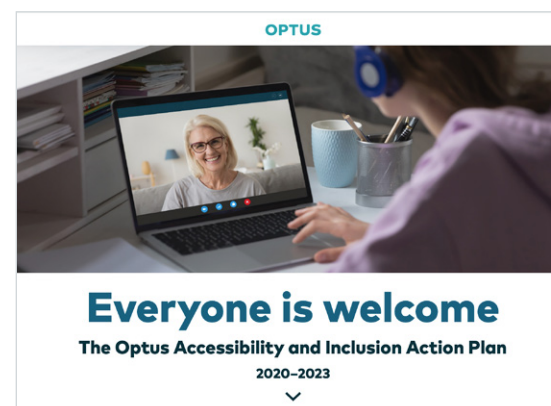 OPTUS
Everyone is welcome
The Optus Accessibility and Inclusion Action Plan
2020–2023